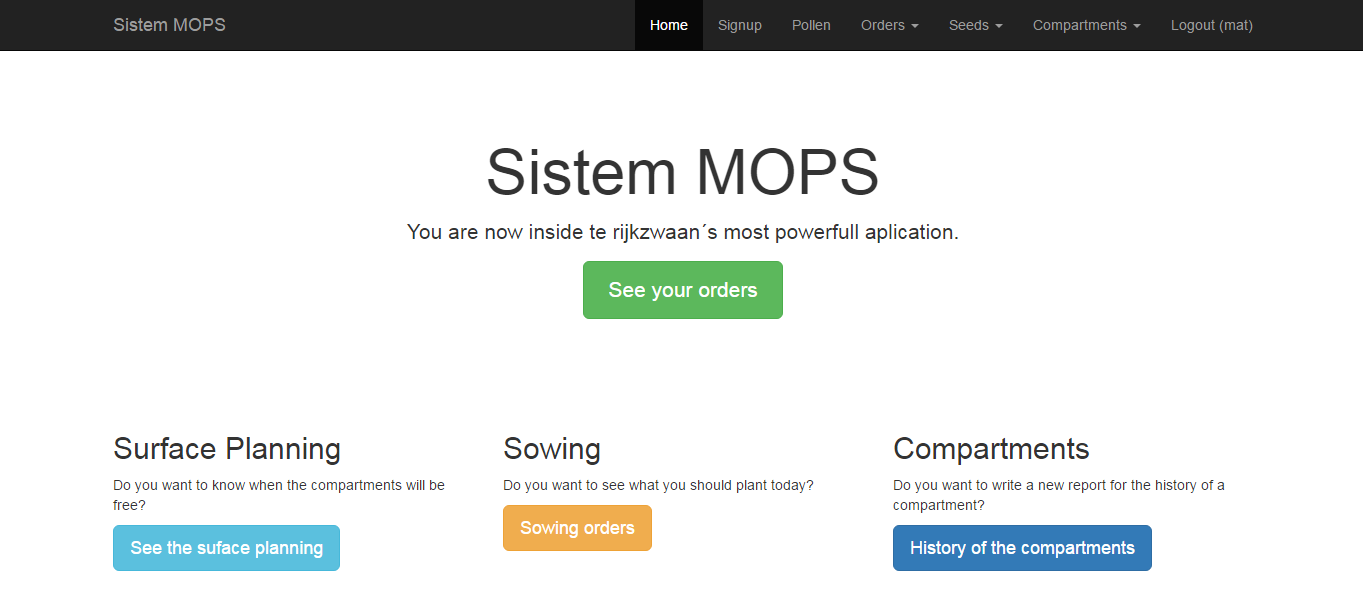 Sistem MOPS
Home Signup Pollen Orders Seeds Compartments Logout (mat)
Sistem MOPS
You are now inside te rijkzwaan´s most powerfull aplication.
See your orders
Surface Planning
Do you want to know when the compartments will be
free?
See the suface planning
Sowing
Do you want to see what you should plant today?
Sowing orders
Compartments
Do you want to write a new report for the history of a
compartment?
History of the compartments